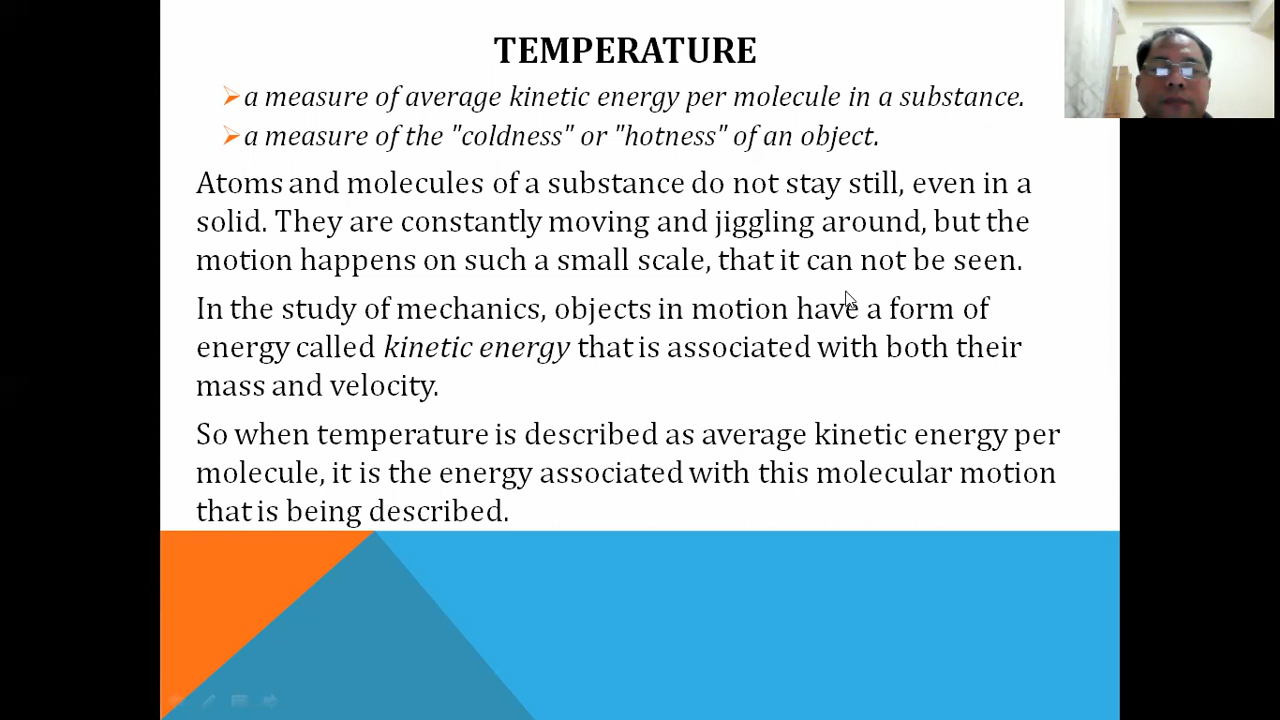 TEMPERATURE
a measure of average kinetic energy per molecule in a substance.
a measure of the "coldness" or "hotness" of an object.
Atoms and molecules of a substance do not stay still, even in a
solid. They are constantly moving and jiggling around, but the
motion happens on such a small scale, that it can not be seen.
In the study of mechanics, objects in motion have a form of
energy called kinetic energy that is associated with both their
mass and velocity.
So when temperature is described as average kinetic energy per
molecule, it is the energy associated with this molecular motion
that is being described.